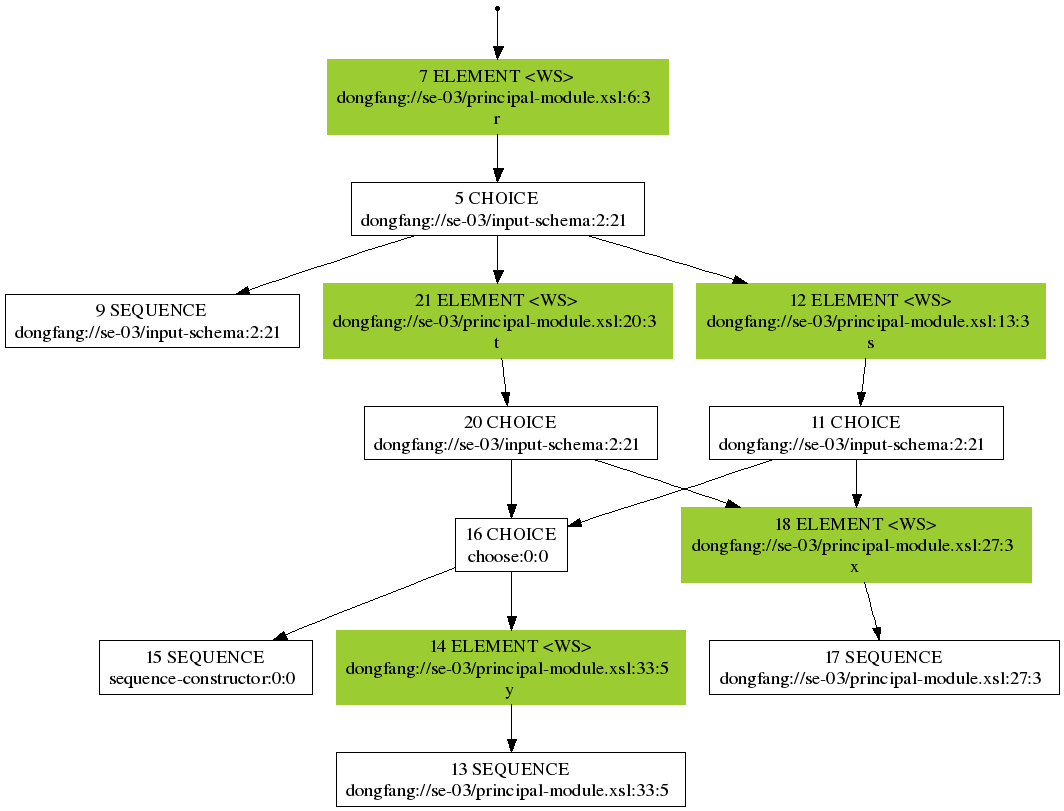 7 ELEMENT <WS>
dongfang://se-03/principal-module.xsl:6:3
r
5 CHOICE
dongfang://se-03/input-schema:2:21
9 SEQUENCE
dongfang://se-03/input-schema:2:21
21 ELEMENT <WS>
dongfang://se-03/principal-module.xsl:20:3
t
12 ELEMENT <WS>
dongfang://se-03/principal-module.xsl:13:3
s
20 CHOICE
dongfang://se-03/input-schema:2:21
11 CHOICE
dongfang://se-03/input-schema:2:21
16 CHOICE
choose:0:0
18 ELEMENT <WS>
dongfang://se-03/principal-module.xsl:27:3
x
15 SEQUENCE
sequence-constructor:0:0
14 ELEMENT <WS>
dongfang://se-03/principal-module.xsl:33:5
y
17 SEQUENCE
dongfang://se-03/principal-module.xsl:27:3
13 SEQUENCE
dongfang://se-03/principal-module.xsl:33:5